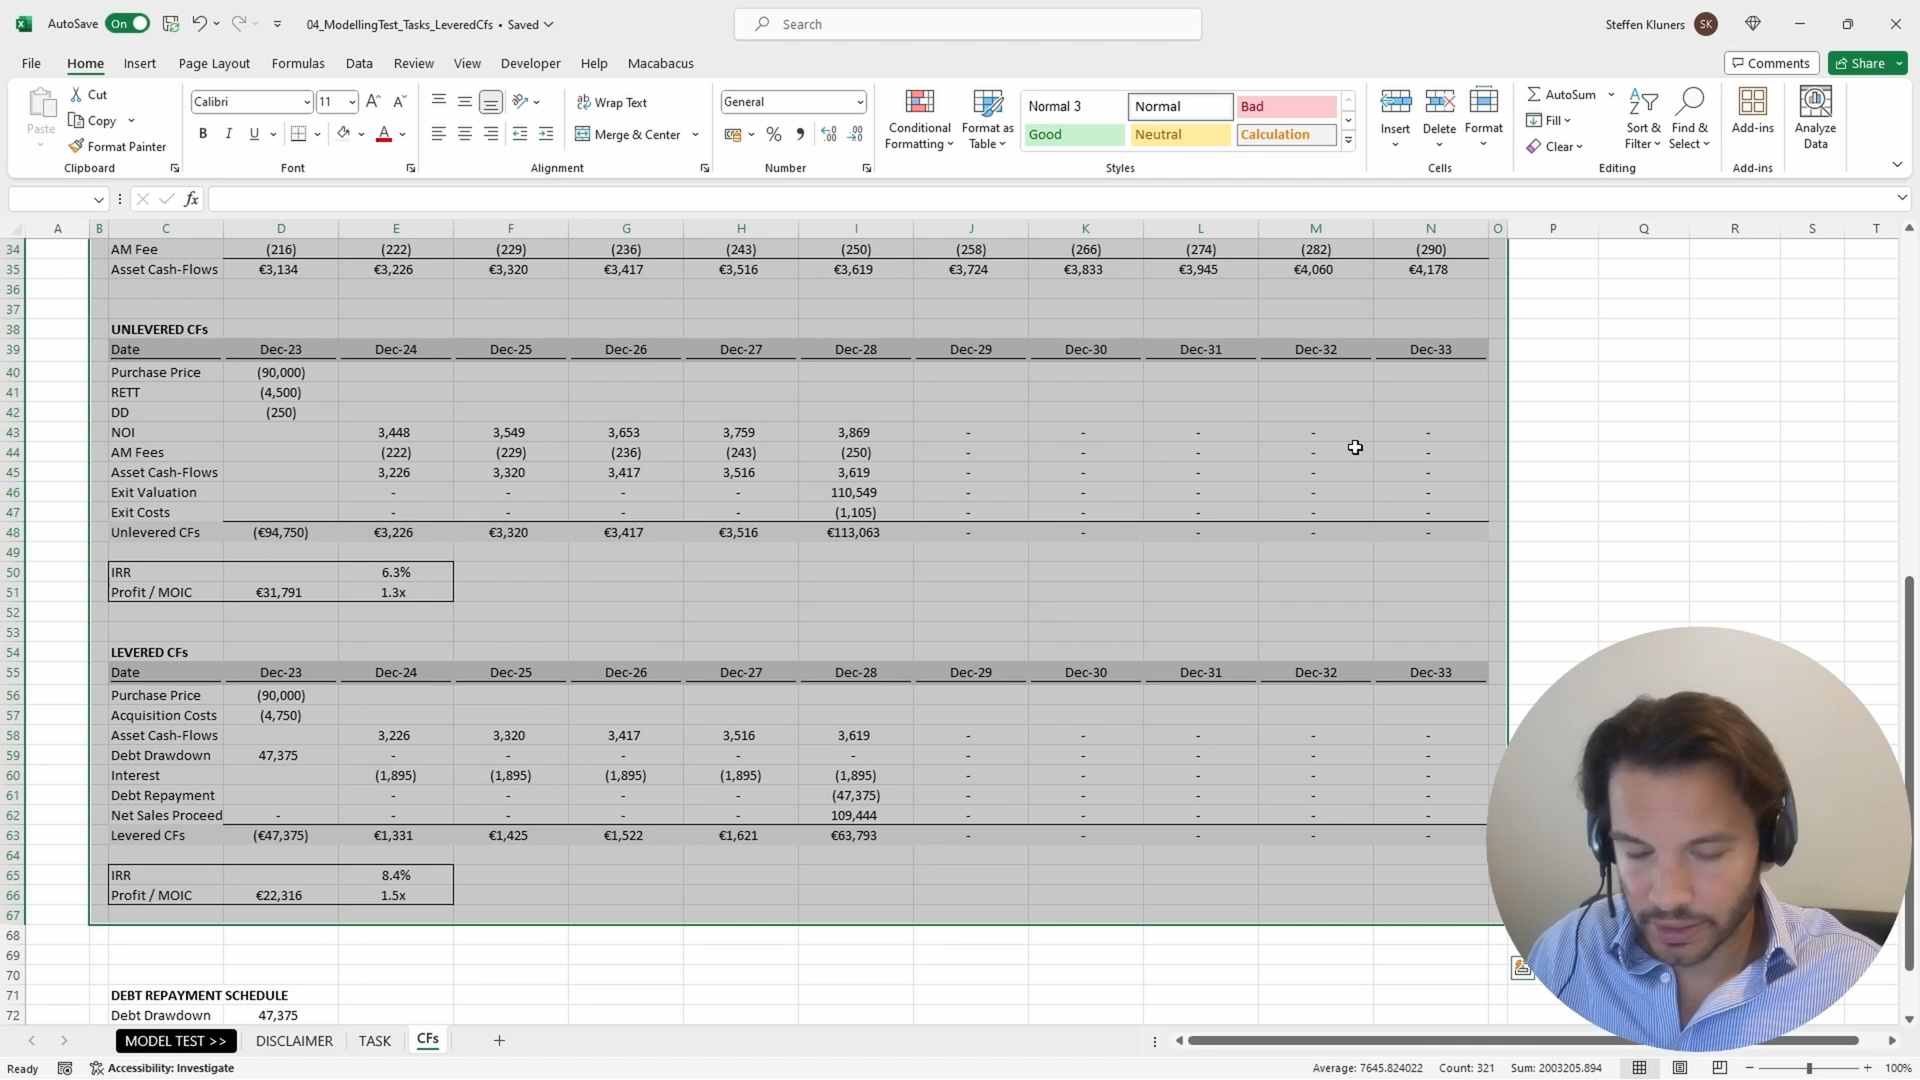 AutoSave On 04_ModellingTest_Tasks_LeveredCfs • Saved Search Steffen Kluners SK
File Home Insert Page Layout Formulas Data Review View Developer Help Macabacus Comments Share
Paste Cut Copy Format Painter Clipboard
Calibri 11 A A B I U A Font
ab Wrap Text Merge & Center Alignment
General % Number
Conditional Formatting Format as Table Normal 3 Normal Bad Good Neutral Calculation Styles
Insert Delete Format Cells
AutoSum Fill Clear Sort & Filter Find & Select Editing
Add-ins Add-ins Analyze Data
fx
A B C D E F G H I J K L M N O P Q R S T
34 AM Fee (216) (222) (229) (236) (243) (250) (258) (266) (274) (282) (290)
35 Asset Cash-Flows €3,134 €3,226 €3,320 €3,417 €3,516 €3,619 €3,724 €3,833 €3,945 €4,060 €4,178
36
37
38 UNLEVERED CFs
39 Date Dec-23 Dec-24 Dec-25 Dec-26 Dec-27 Dec-28 Dec-29 Dec-30 Dec-31 Dec-32 Dec-33
40 Purchase Price (90,000)
41 RETT (4,500)
42 DD (250)
43 NOI 3,448 3,549 3,653 3,759 3,869 - - - - -
44 AM Fees (222) (229) (236) (243) (250) - - - - -
45 Asset Cash-Flows 3,226 3,320 3,417 3,516 3,619 - - - - -
46 Exit Valuation - - - - 110,549 - - - - -
47 Exit Costs - - - - (1,105) - - - - -
48 Unlevered CFs (€94,750) €3,226 €3,320 €3,417 €3,516 €113,063 - - - - -
49
50 IRR 6.3%
51 Profit / MOIC €31,791 1.3x
52
53
54 LEVERED CFs
55 Date Dec-23 Dec-24 Dec-25 Dec-26 Dec-27 Dec-28 Dec-29 Dec-30 Dec-31 Dec-32 Dec-33
56 Purchase Price (90,000)
57 Acquisition Costs (4,750)
58 Asset Cash-Flows 3,226 3,320 3,417 3,516 3,619 - - - - -
59 Debt Drawdown 47,375 - - - - - - - - - -
60 Interest (1,895) (1,895) (1,895) (1,895) (1,895) - - - - -
61 Debt Repayment - - - - (47,375) - - - - -
62 Net Sales Proceed - - - - - 109,444 - - - - -
63 Levered CFs (€47,375) €1,331 €1,425 €1,522 €1,621 €63,793 - - - - -
64
65 IRR 8.4%
66 Profit / MOIC €22,316 1.5x
67
68
69
70
71 DEBT REPAYMENT SCHEDULE
72 Debt Drawdown 47,375
MODEL TEST >> DISCLAIMER TASK CFs
Ready Accessibility: Investigate Average: 7645.824022 Count: 321 Sum: 2003205.894 100%